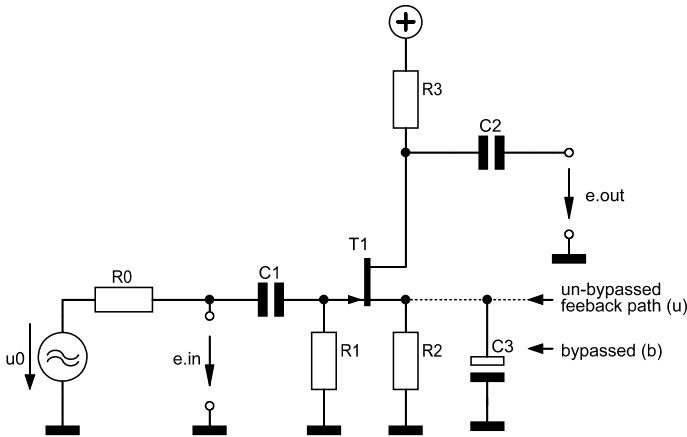 R3
C2
e.out
T1
C1
R0
un-bypassed
feeback path (u)
u0
e.in
R1
R2
C3
bypassed (b)